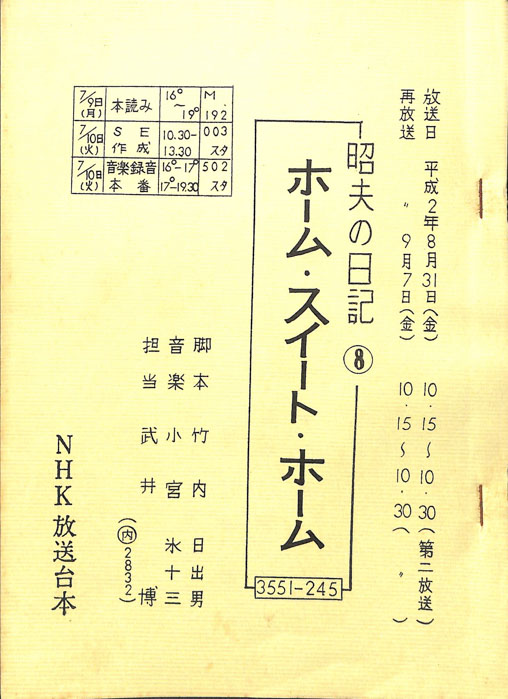 放送日 平成2年8月31日(金) 10.15~10.30(第二放送)
再放送 〃 9月7日(金) 10.15~10.30(〃)
昭夫の日記 ⑧
ホーム・スイート・ホーム
3551-245
7/9日(月) 本読み 16⁰~19⁰ M192
7/10日(火) SE作成 10.30-13.30 003スタ
7/10日(火) 音楽録音 16⁰-17⁰ 502スタ
本番 17⁰-19.30
脚本 竹内日出男
音楽 小宮氷十三
担当 武井博
(内2832)
NHK放送台本